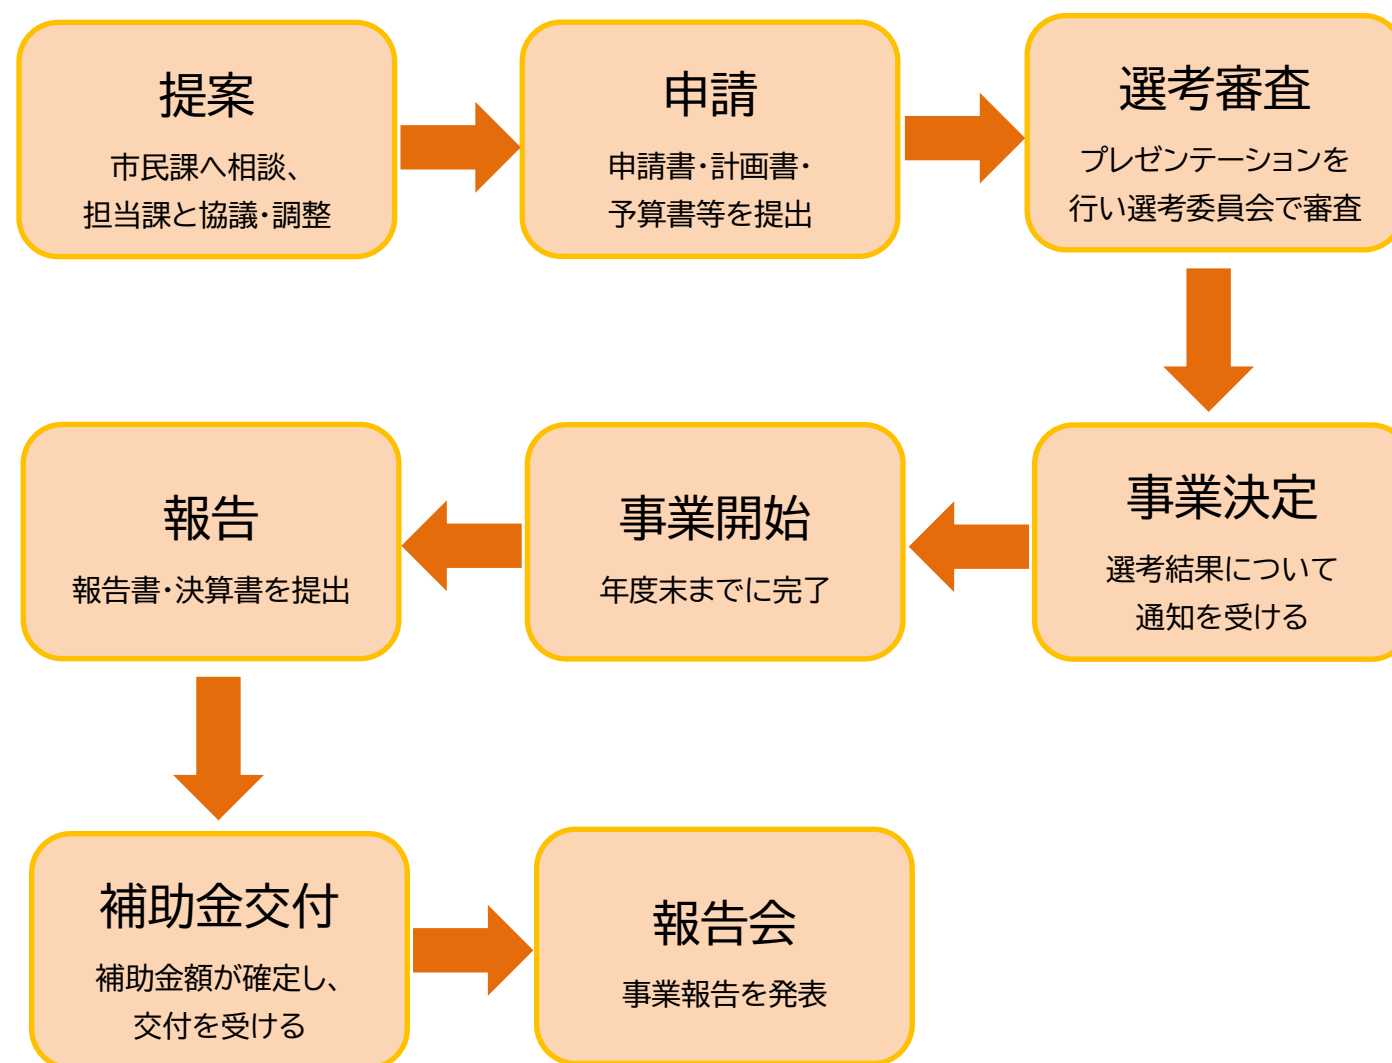 提案
市民課へ相談、
担当課と協議・調整
申請
申請書・計画書・
予算書等を提出
選考審査
プレゼンテーションを
行い選考委員会で審査
事業決定
選考結果について
通知を受ける
事業開始
年度末までに完了
報告
報告書・決算書を提出
補助金交付
補助金額が確定し、
交付を受ける
報告会
事業報告を発表